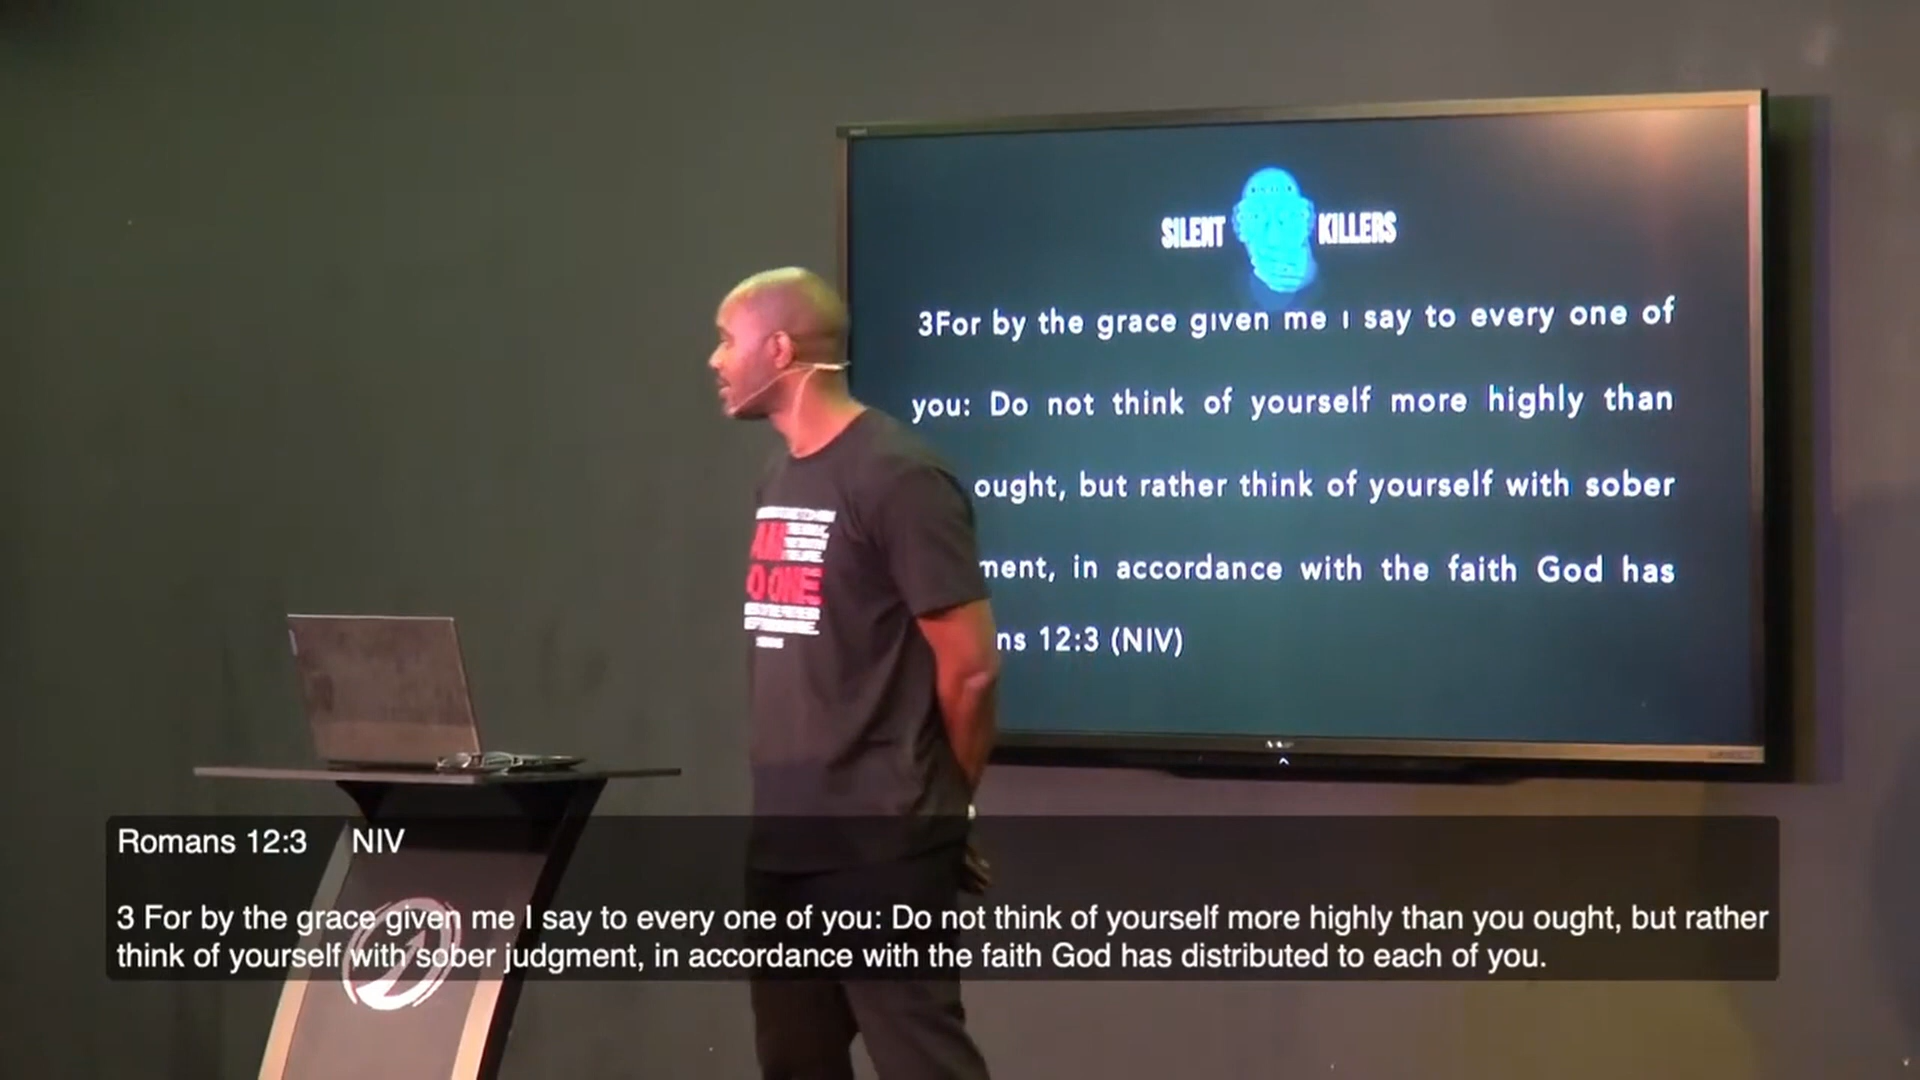 SILENT KILLERS
3For by the grace given me I say to every one of
you: Do not think of yourself more highly than
ought, but rather think of yourself with sober
ment, in accordance with the faith God has
ns 12:3 (NIV)
AM
O ONE
Romans 12:3 NIV
3 For by the grace given me I say to every one of you: Do not think of yourself more highly than you ought, but rather
think of yourself with sober judgment, in accordance with the faith God has distributed to each of you.